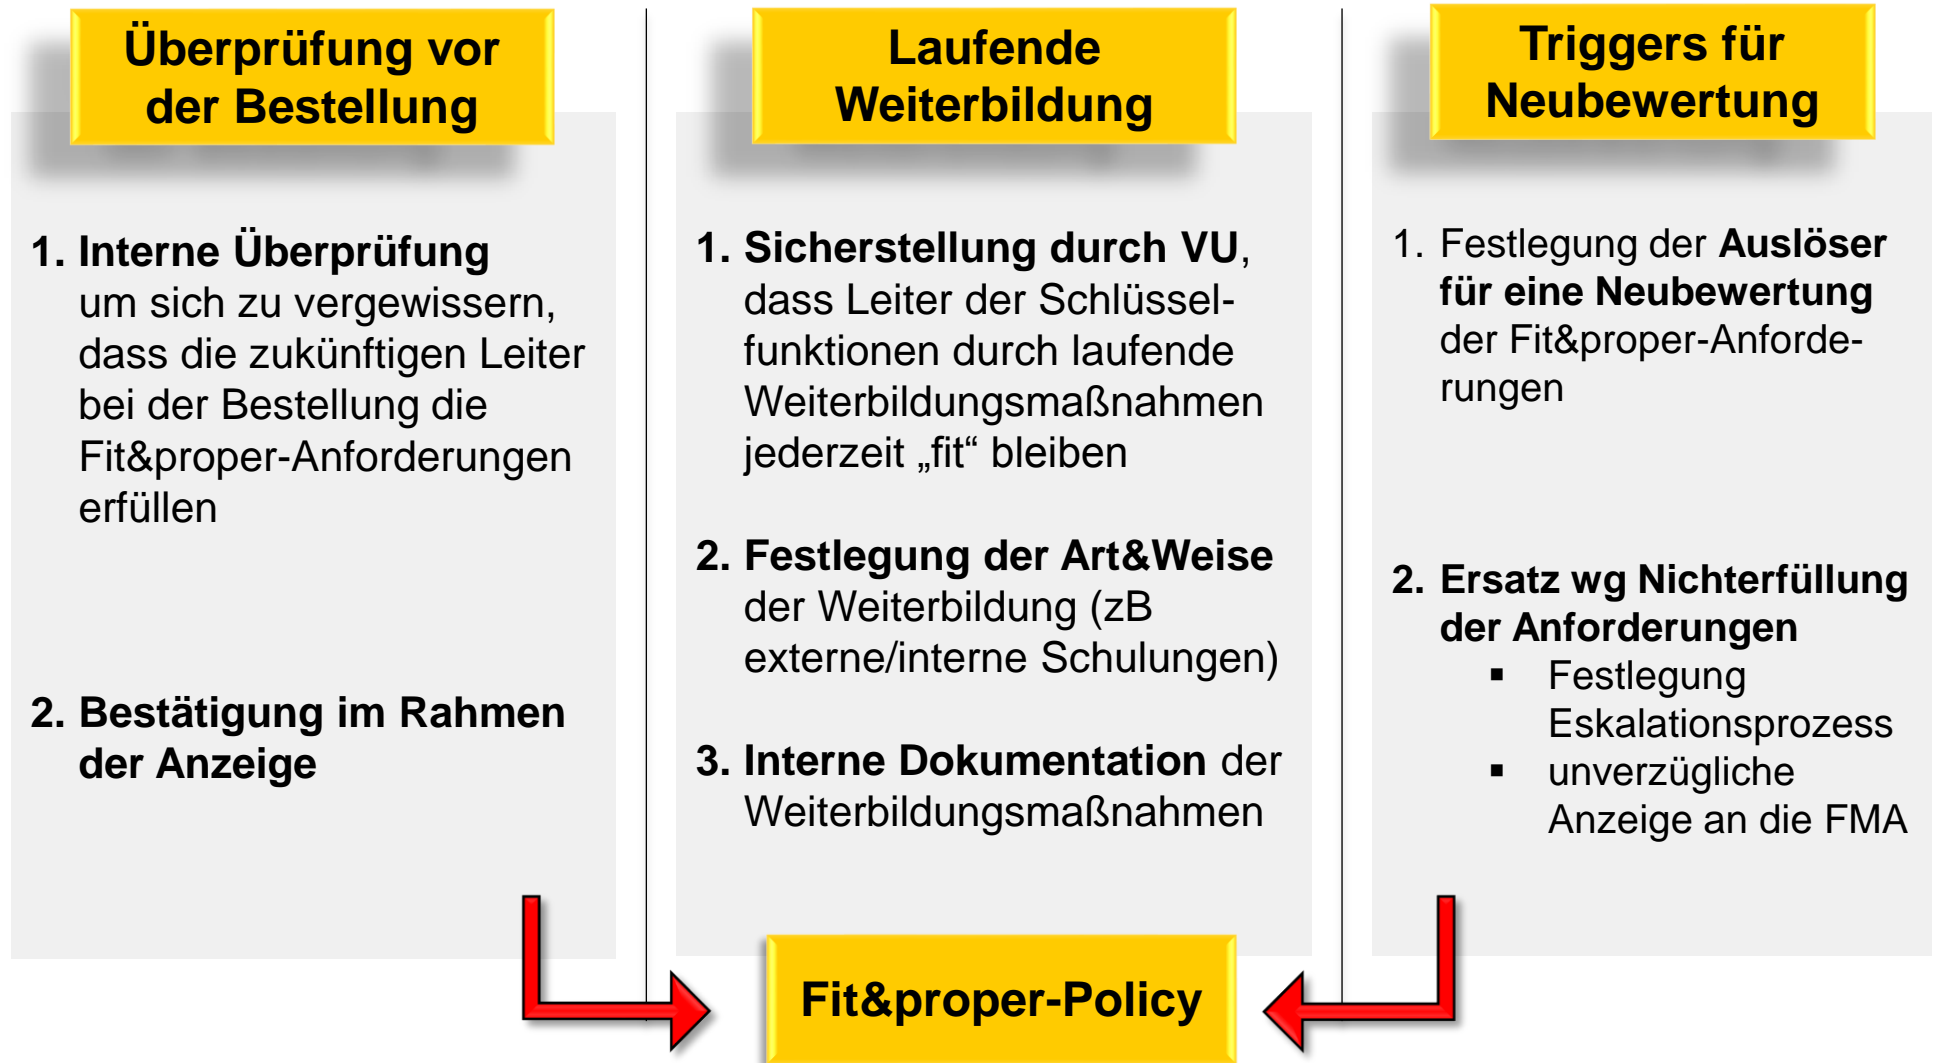 Überprüfung vor
der Bestellung
1. Interne Überprüfung
um sich zu vergewissern,
dass die zukünftigen Leiter
bei der Bestellung die
Fit&proper-Anforderungen
erfüllen
2. Bestätigung im Rahmen
der Anzeige
Laufende
Weiterbildung
1. Sicherstellung durch VU,
dass Leiter der Schlüssel-
funktionen durch laufende
Weiterbildungsmaßnahmen
jederzeit „fit“ bleiben
2. Festlegung der Art&Weise
der Weiterbildung (zB
externe/interne Schulungen)
3. Interne Dokumentation der
Weiterbildungsmaßnahmen
Triggers für
Neubewertung
1. Festlegung der Auslöser
für eine Neubewertung
der Fit&proper-Anforde-
rungen
2. Ersatz wg Nichterfüllung
der Anforderungen
▪ Festlegung
Eskalationsprozess
▪ unverzügliche
Anzeige an die FMA
Fit&proper-Policy